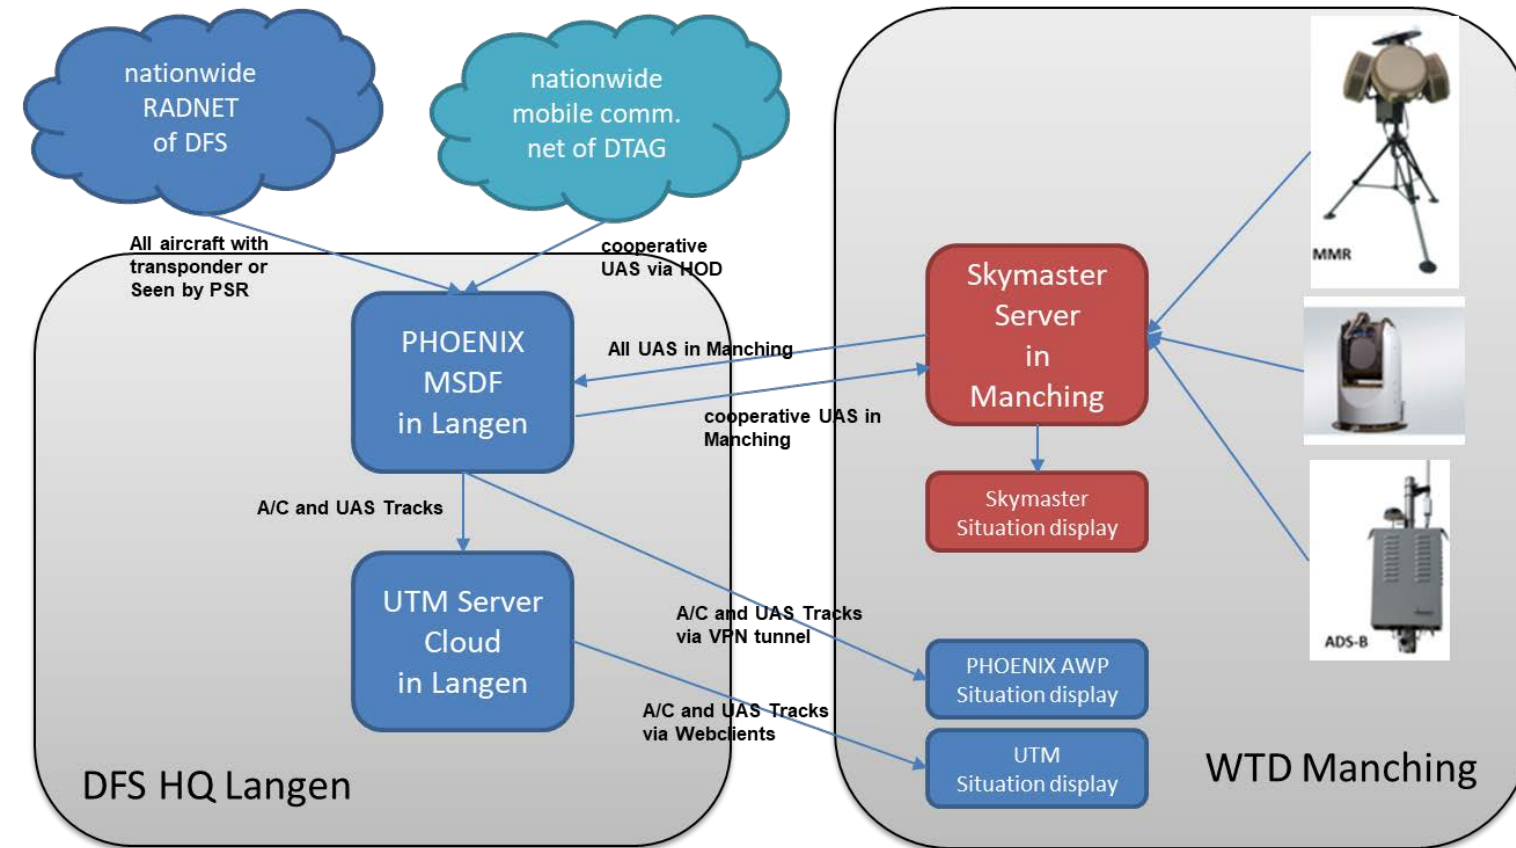 nationwide
RADNET
of DFS
nationwide
mobile comm.
net of DTAG
All aircraft with
transponder or
Seen by PSR
cooperative
UAS via HOD
PHOENIX
MSDF
in Langen
All UAS in Manching
cooperative UAS in
Manching
A/C and UAS Tracks
UTM Server
Cloud
in Langen
A/C and UAS Tracks
via VPN tunnel
A/C and UAS Tracks
via Webclients
DFS HQ Langen
Skymaster
Server
in
Manching
Skymaster
Situation display
PHOENIX AWP
Situation display
UTM
Situation display
MMR
ADS-B
WTD Manching